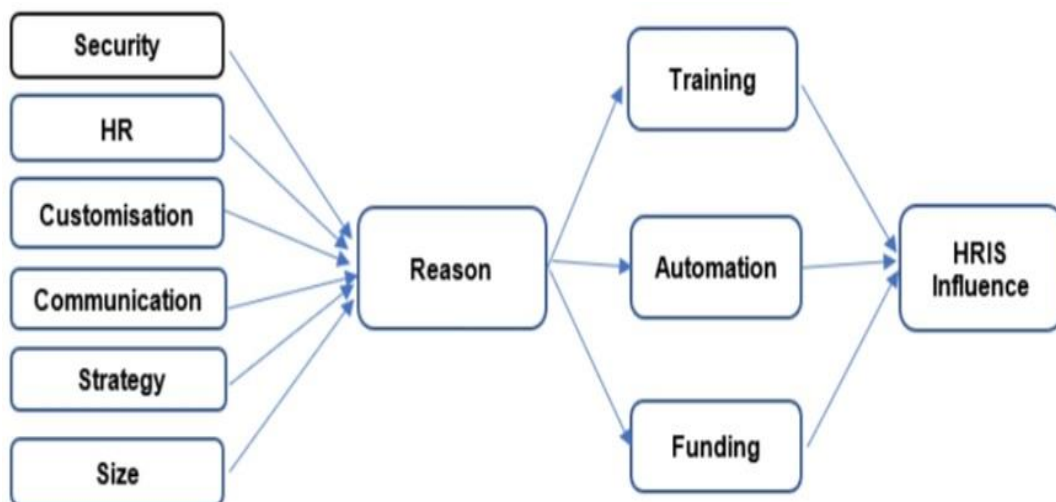 Security
HR
Customisation
Communication
Strategy
Size
Reason
Training
Automation
Funding
HRIS
Influence